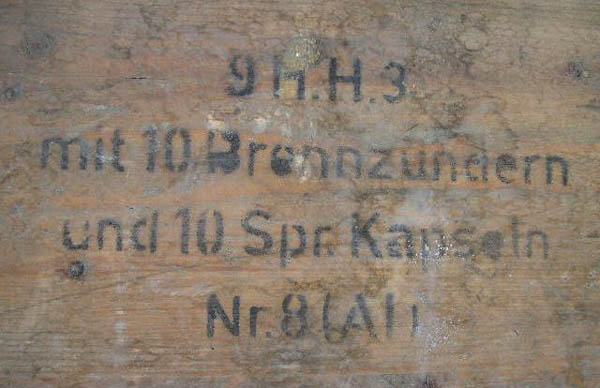 9 H.H.3
mit 10 Brennzündern
und 10 Spr. Kapseln
Nr. 8 (Al)